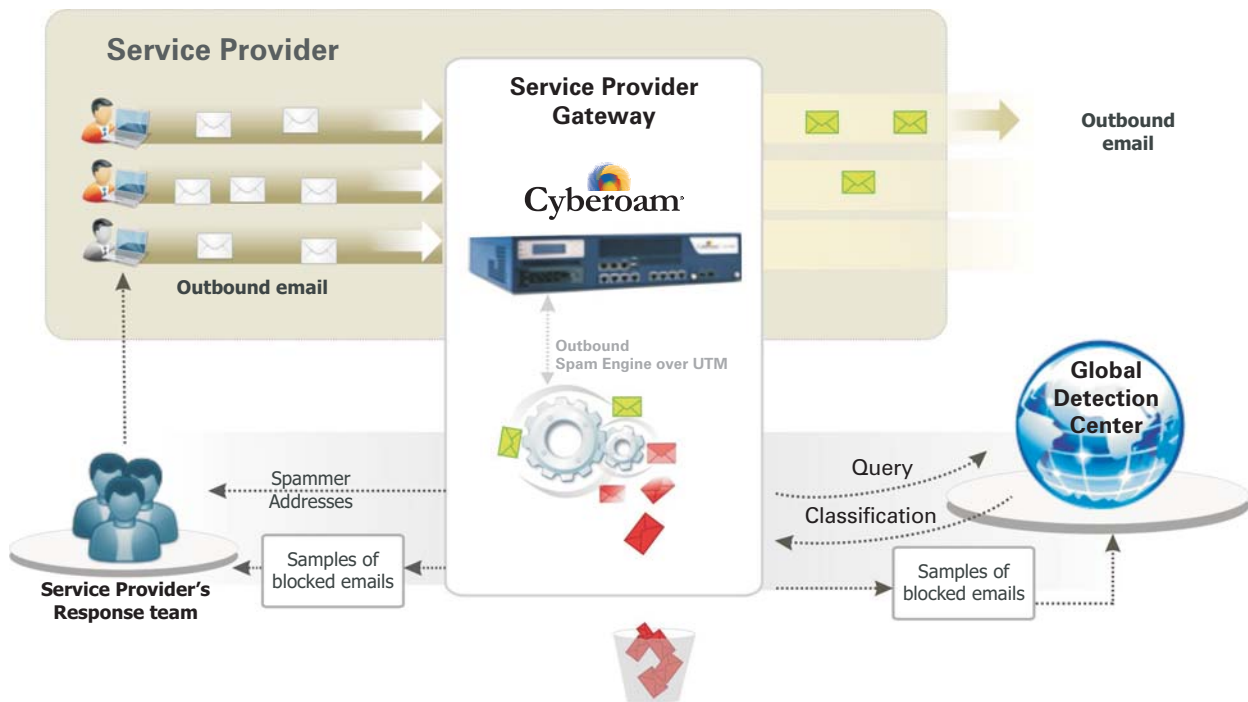 Service Provider
Service Provider
Gateway
Cyberoam
Outbound
email
Outbound email
Outbound
Spam Engine over UTM
Global
Detection
Center
Query
Classification
Spammer
Addresses
Samples of
blocked emails
Samples of
blocked emails
Service Provider's
Response team